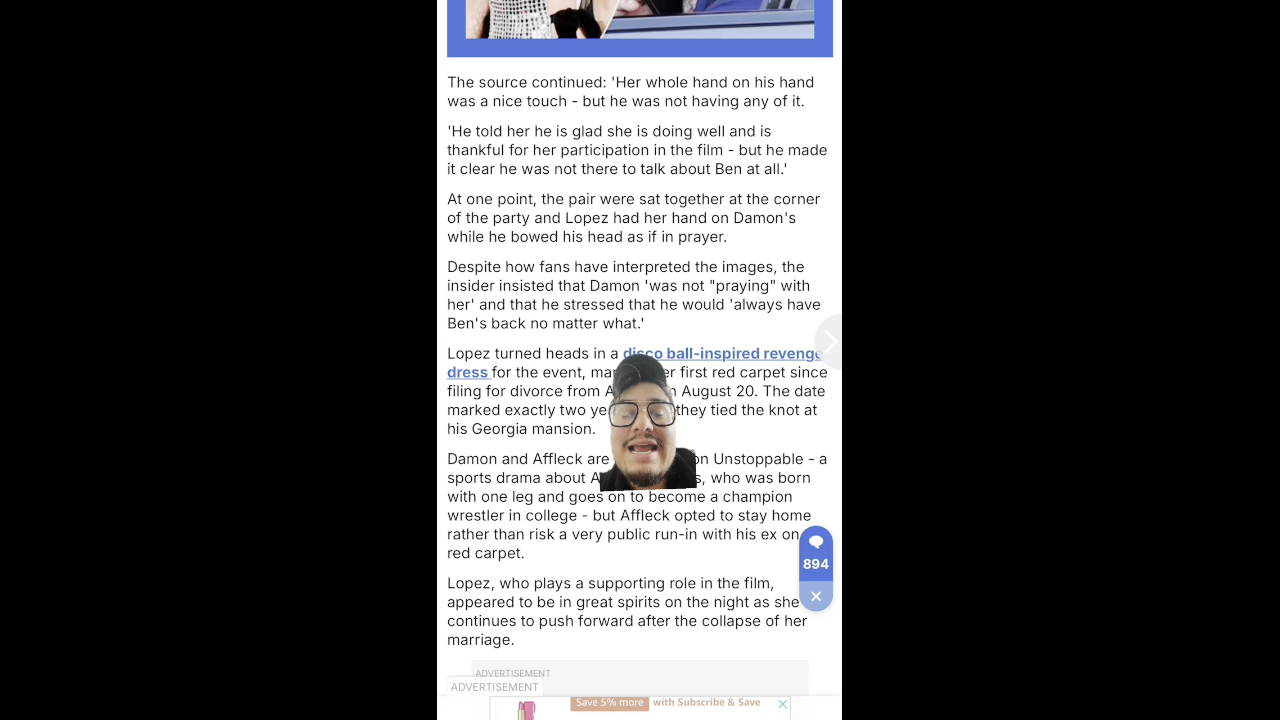 The source continued: 'Her whole hand on his hand
was a nice touch - but he was not having any of it.
'He told her he is glad she is doing well and is
thankful for her participation in the film - but he made
it clear he was not there to talk about Ben at all.'
At one point, the pair were sat together at the corner
of the party and Lopez had her hand on Damon's
while he bowed his head as if in prayer.
Despite how fans have interpreted the images, the
insider insisted that Damon 'was not "praying" with
her' and that he stressed that he would 'always have
Ben's back no matter what.'
Lopez turned heads in a disco ball-inspired revenge
dress for the event, first red carpet since
filing for divorce from August 20. The date
marked exactly two they tied the knot at
his Georgia mansion.
Damon and Affleck are on Unstoppable - a
sports drama about who was born
with one leg and goes on to become a champion
wrestler in college - but Affleck opted to stay home
rather than risk a very public run-in with his ex on
red carpet.
Lopez, who plays a supporting role in the film,
appeared to be in great spirits on the night as she
continues to push forward after the collapse of her
marriage.
894
ADVERTISEMENT
ADVERTISEMENT
Save 5% more with Subscribe & Save